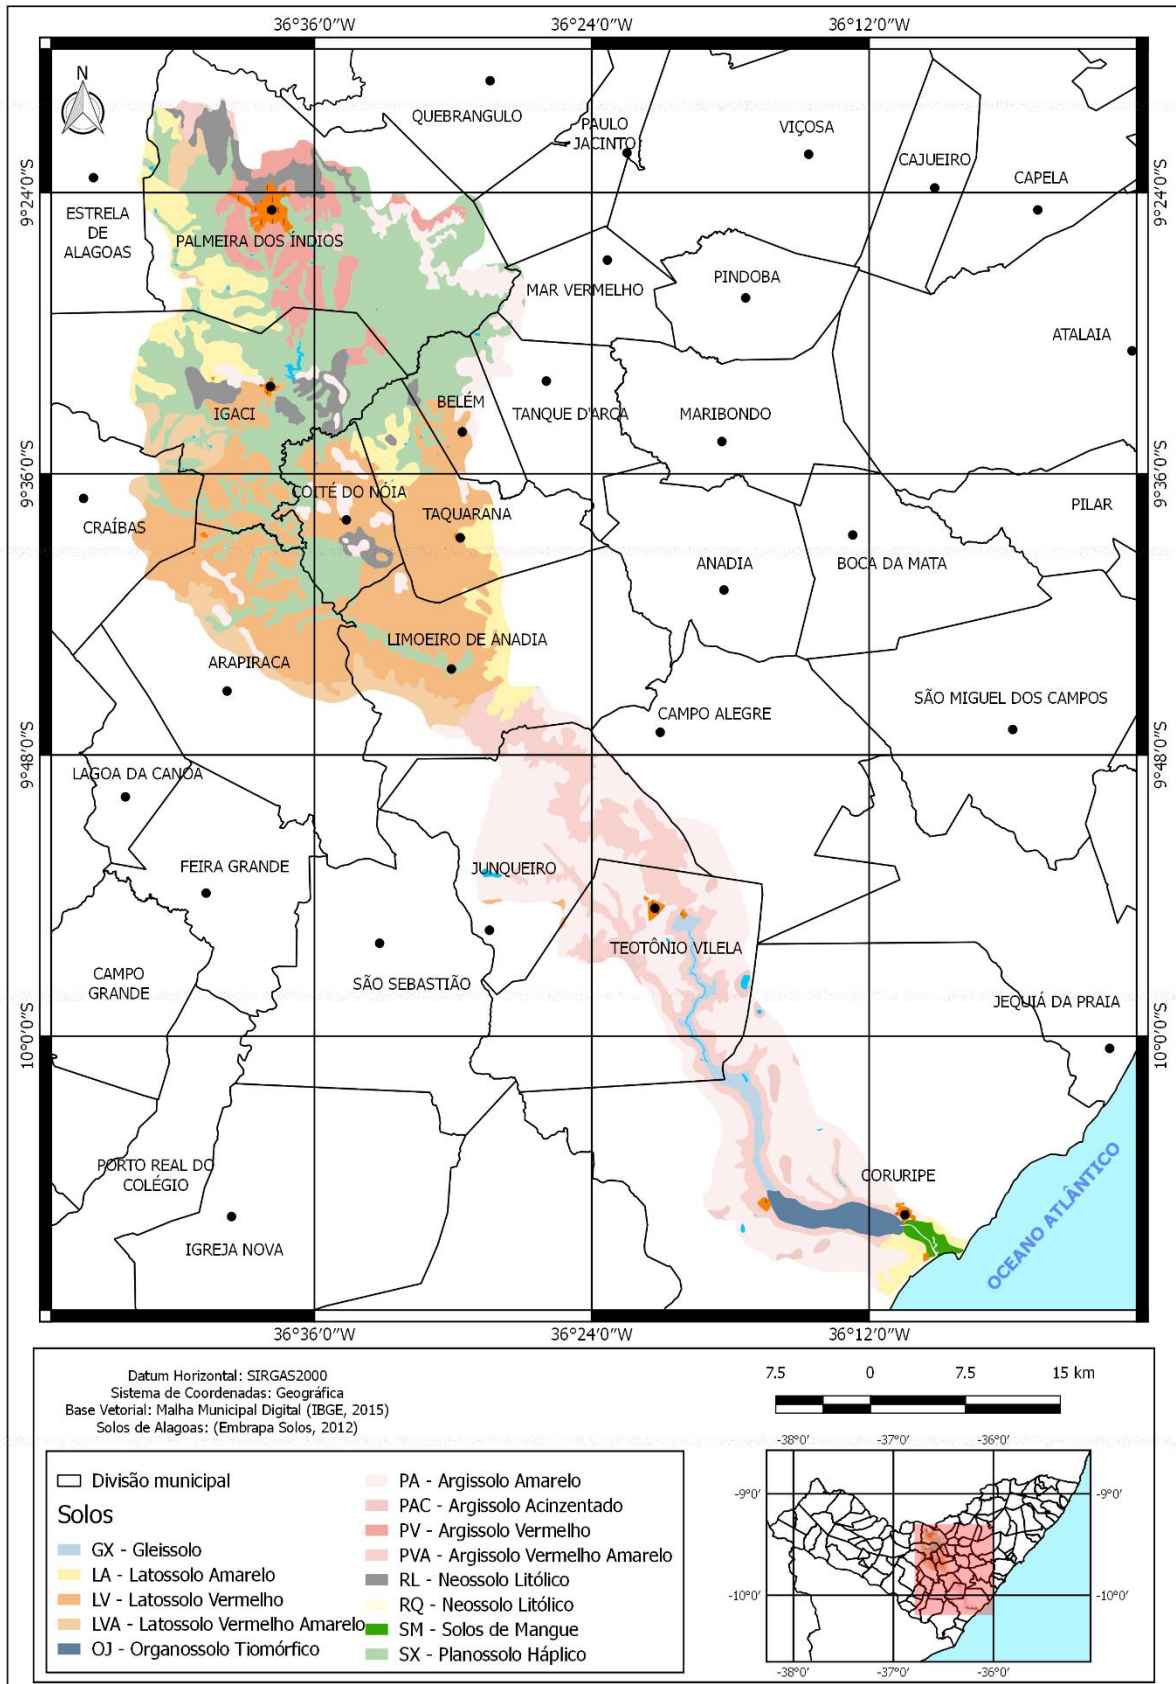 36°36'0"W
36°24'0"W
36°12'0"W
N
QUEBRANGULO
PAULO
JACINTO
VIÇOSA
CAJUEIRO
CAPELA
9°24'0"S
9°24'0"S
ESTRELA
DE
ALAGOAS
PALMEIRA DOS ÍNDIOS
MAR VERMELHO
PINDOBA
ATALAIA
IGACI
BELÉM
TANQUE D'ARCA
MARIBONDO
9°36'0"S
9°36'0"S
COITÉ DO NÓIA
CRAÍBAS
TAQUARANA
PILAR
ANADIA
BOCA DA MATA
LIMOEIRO DE ANADIA
ARAPIRACA
CAMPO ALEGRE
SÃO MIGUEL DOS CAMPOS
9°48'0"S
9°48'0"S
LAGOA DA CANOA
FEIRA GRANDE
JUNQUEIRO
TEOTÔNIO VILELA
CAMPO
GRANDE
SÃO SEBASTIÃO
JEQUIÁ DA PRAIA
10°0'0"S
10°0'0"S
PORTO REAL DO
COLÉGIO
CORURIPE
IGREJA NOVA
OCEANO ATLÂNTICO
36°36'0"W
36°24'0"W
36°12'0"W
Datum Horizontal: SIRGAS2000
Sistema de Coordenadas: Geográfica
Base Vetorial: Malha Municipal Digital (IBGE, 2015)
Solos de Alagoas: (Embrapa Solos, 2012)
7.5 0 7.5 15 km
Divisão municipal
Solos
GX - Gleissolo
LA - Latossolo Amarelo
LV - Latossolo Vermelho
LVA - Latossolo Vermelho Amarelo
OJ - Organossolo Tiomórfico
PA - Argissolo Amarelo
PAC - Argissolo Acinzentado
PV - Argissolo Vermelho
PVA - Argissolo Vermelho Amarelo
RL - Neossolo Litólico
RQ - Neossolo Litólico
SM - Solos de Mangue
SX - Planossolo Háplico
-38°0' -37°0' -36°0'
-9°0' -9°0'
-10°0' -10°0'
-38°0' -37°0' -36°0'